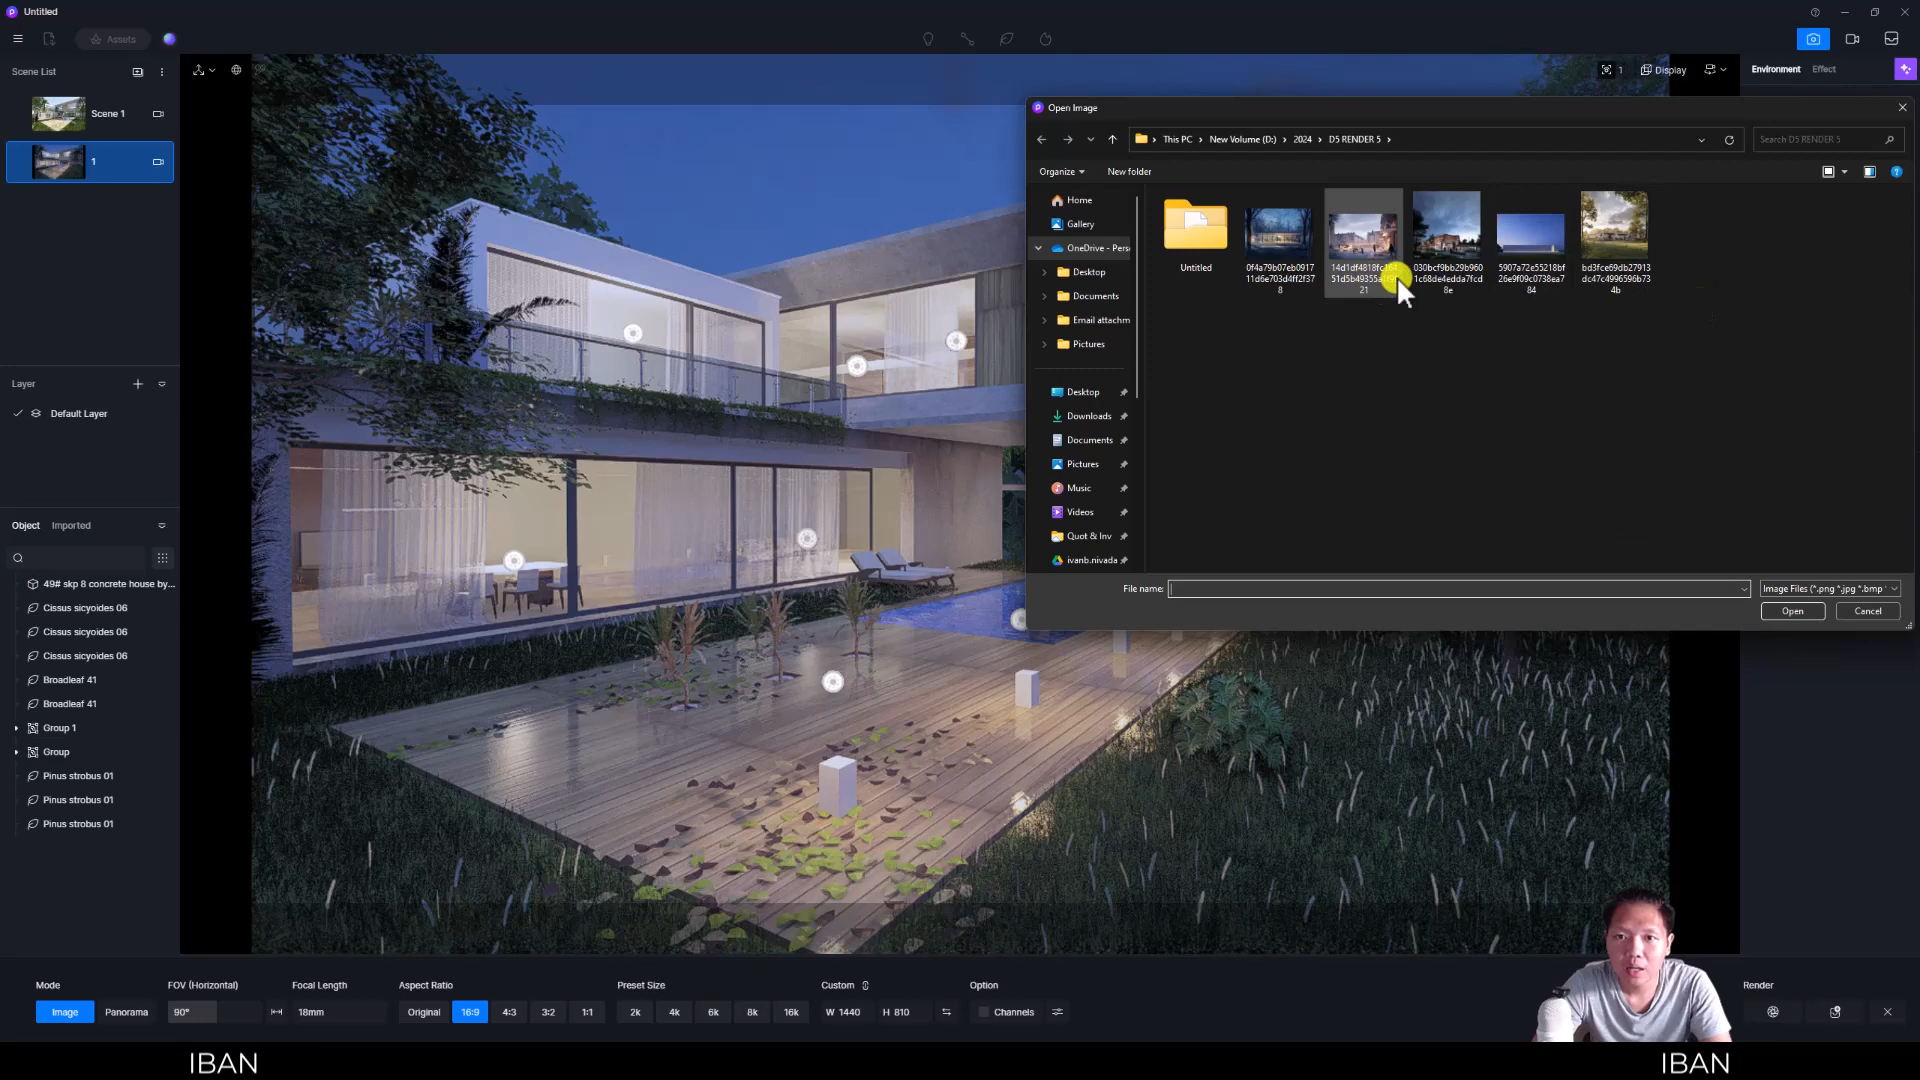 Untitled
Assets
Scene List
Scene 1
1
Layer
Default Layer
Object Imported
49# skp 8 concrete house by...
Cissus sicyoides 06
Cissus sicyoides 06
Cissus sicyoides 06
Broadleaf 41
Broadleaf 41
Group 1
Group
Pinus strobus 01
Pinus strobus 01
Pinus strobus 01
1 Display
Environment Effect
Open Image
This PC > New Volume (D:) > 2024 > D5 RENDER 5 >
Search D5 RENDER 5
Organize New folder
Home
Gallery
OneDrive - Pers
Desktop
Documents
Email attachm
Pictures
Desktop
Downloads
Documents
Pictures
Music
Videos
Quot & Inv
ivanb.nivada
Untitled
0f4a79b07eb0917
11d6e703d4ff2f37
8
14d1df4818fc
51d5b49355a
21
030bcf9bb29b960
1c68de4edda7fcd
8e
5907a72e55218bf
26e9f09c0738ea7
84
bd3fce69db27913
dc47c4996596b73
4b
File name:
Image Files (*.png *.jpg *.bmp
Open Cancel
Mode
Image Panorama
FOV (Horizontal)
90°
Focal Length
18mm
Aspect Ratio
Original 16:9 4:3 3:2 1:1
Preset Size
2k 4k 6k 8k 16k
Custom
W 1440 H 810
Option
Channels
Render
IBAN
IBAN